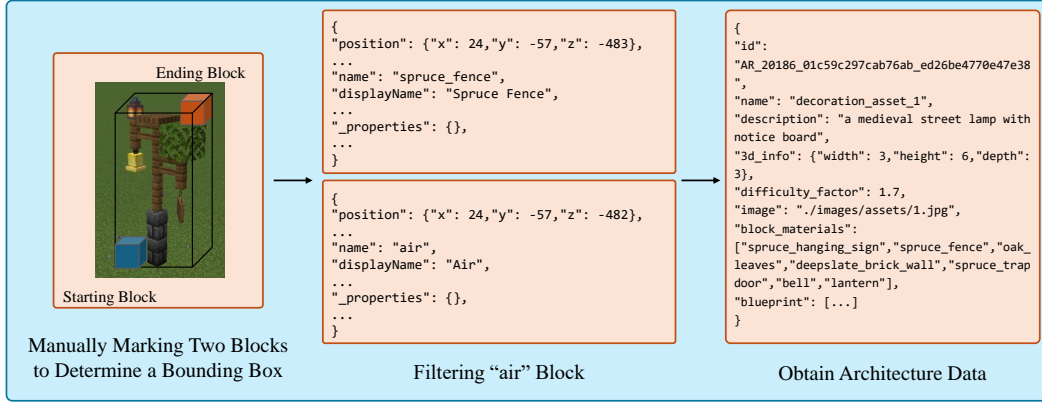 Ending Block
Starting Block
Manually Marking Two Blocks
to Determine a Bounding Box
{
"position": {"x": 24,"y": -57,"z": -483},
...
"name": "spruce_fence",
"displayName": "Spruce Fence",
...
"_properties": {},
...
}
{
"position": {"x": 24,"y": -57,"z": -482},
...
"name": "air",
"displayName": "Air",
...
"_properties": {},
...
}
Filtering “air” Block
{
"id":
"AR_20186_01c59c297cab76ab_ed26be4770e47e38
",
"name": "decoration_asset_1",
"description": "a medieval street lamp with
notice board",
"3d_info": {"width": 3,"height": 6,"depth":
3},
"difficulty_factor": 1.7,
"image": "./images/assets/1.jpg",
"block_materials":
["spruce_hanging_sign","spruce_fence","oak_
leaves","deepslate_brick_wall","spruce_trap
door","bell","lantern"],
"blueprint": [...]
}
Obtain Architecture Data